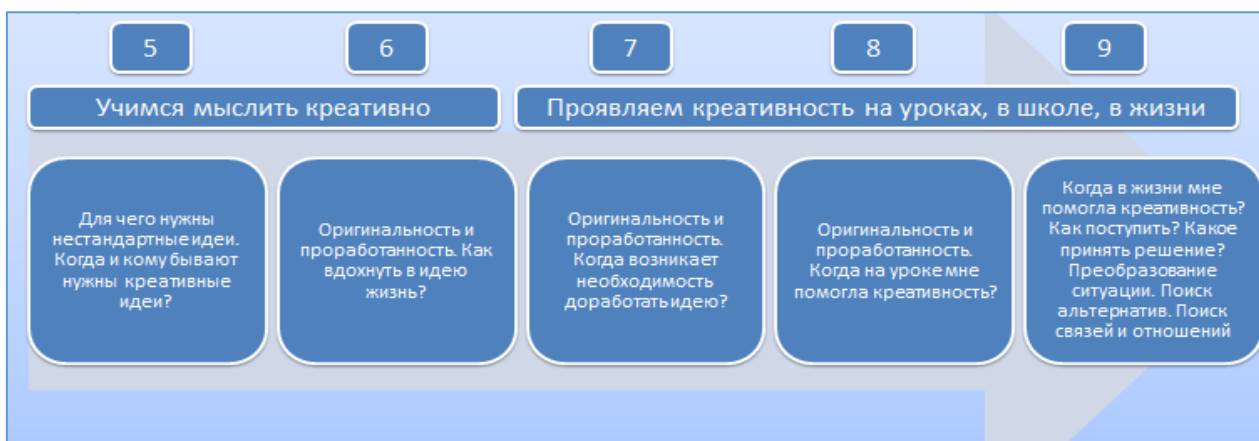 5
6
7
8
9
Учимся мыслить креативно
Проявляем креативность на уроках, в школе, в жизни
Для чего нужны
нестандартные идеи.
Когда и кому бывают
нужны креативные
идеи?
Оригинальность и
проработанность. Как
вдохнуть в идею
жизнь?
Оригинальность и
проработанность.
Когда возникает
необходимость
доработать идею?
Оригинальность и
проработанность.
Когда на уроке мне
помогла креативность?
Когда в жизни мне
помогла креативность?
Как поступить? Какое
принять решение?
Преобразование
ситуации. Поиск
альтернатив. Поиск
связей и отношений